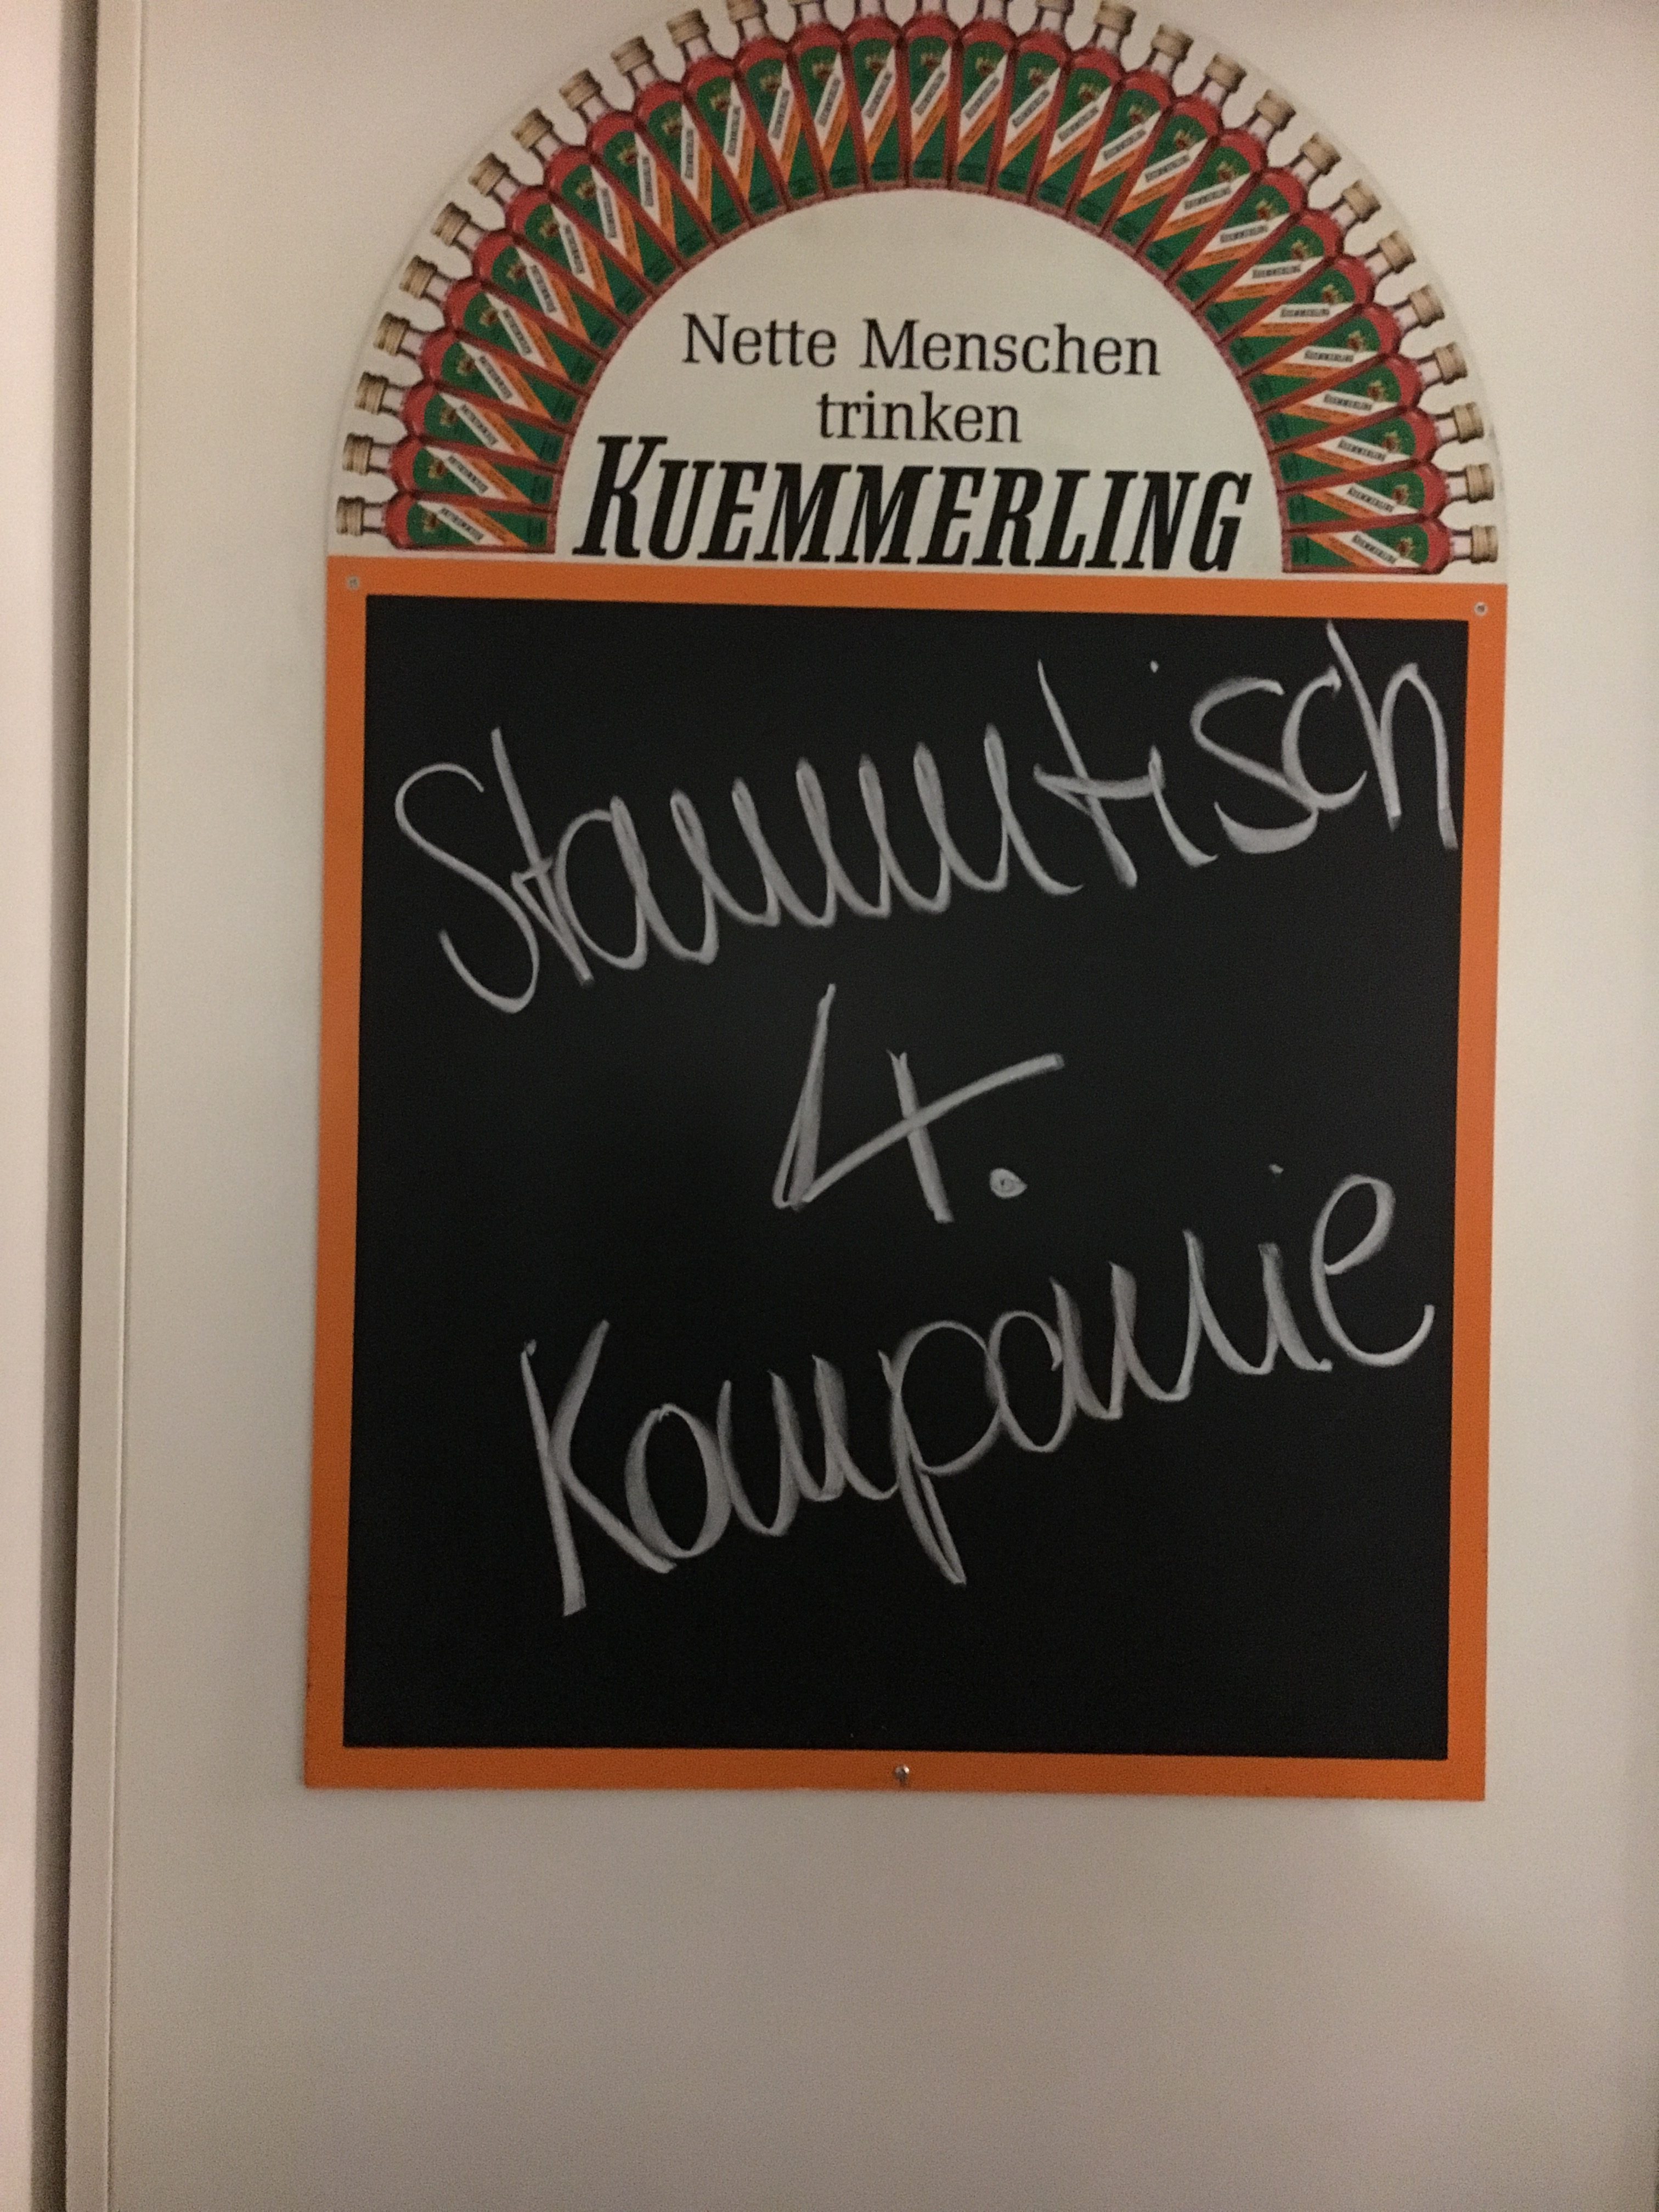 Nette Menschen
trinken
KUEMMERLING
Stammtisch
4.
Kompanie